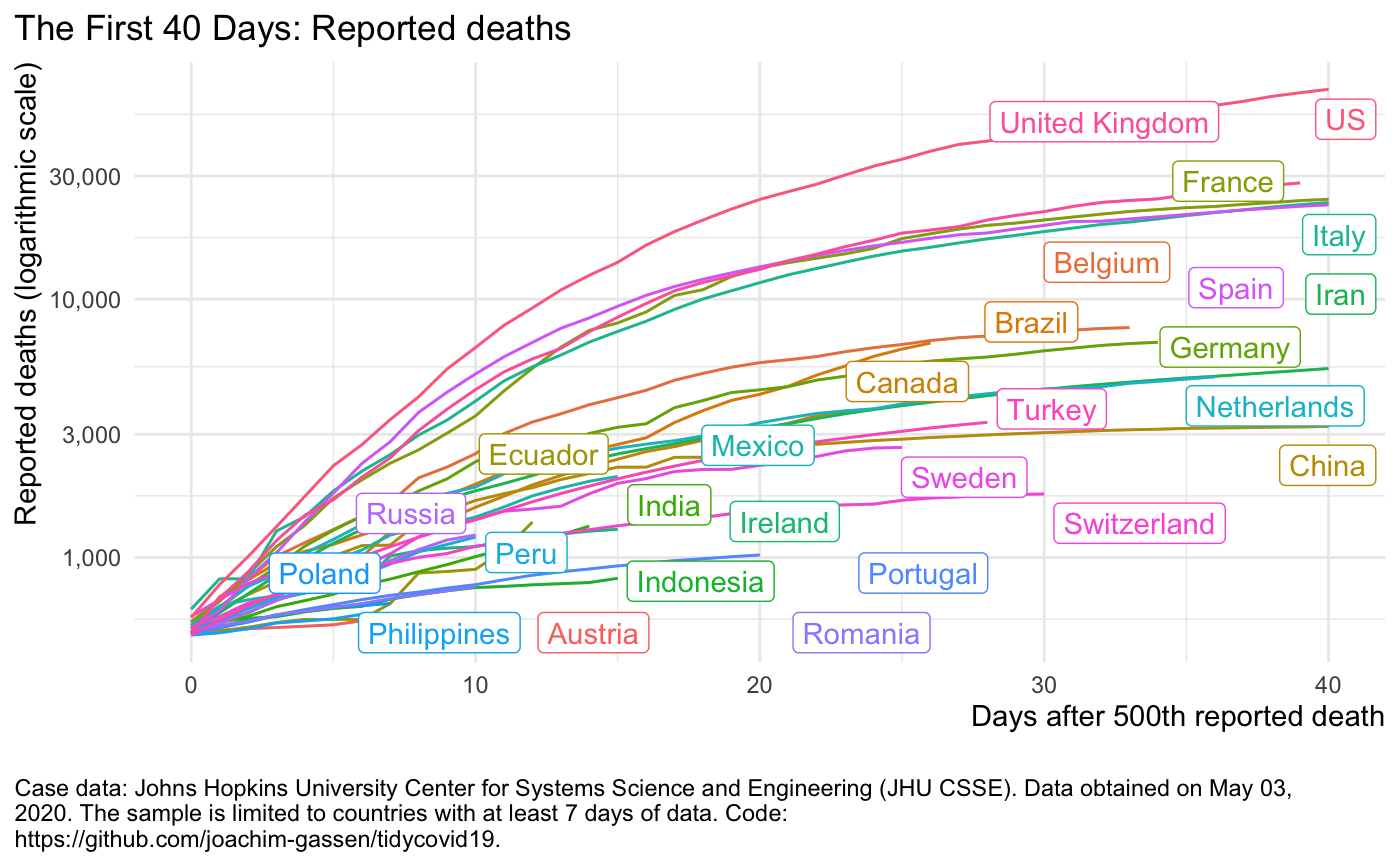 The First 40 Days: Reported deaths
Reported deaths (logarithmic scale)
30,000
10,000
3,000
1,000
United Kingdom
US
France
Italy
Belgium
Spain
Iran
Brazil
Germany
Canada
Turkey
Netherlands
Ecuador
Mexico
China
Sweden
Russia
India
Ireland
Switzerland
Peru
Poland
Indonesia
Portugal
Philippines
Austria
Romania
0
10
20
30
40
Days after 500th reported death
Case data: Johns Hopkins University Center for Systems Science and Engineering (JHU CSSE). Data obtained on May 03,
2020. The sample is limited to countries with at least 7 days of data. Code:
https://github.com/joachim-gassen/tidycovid19.